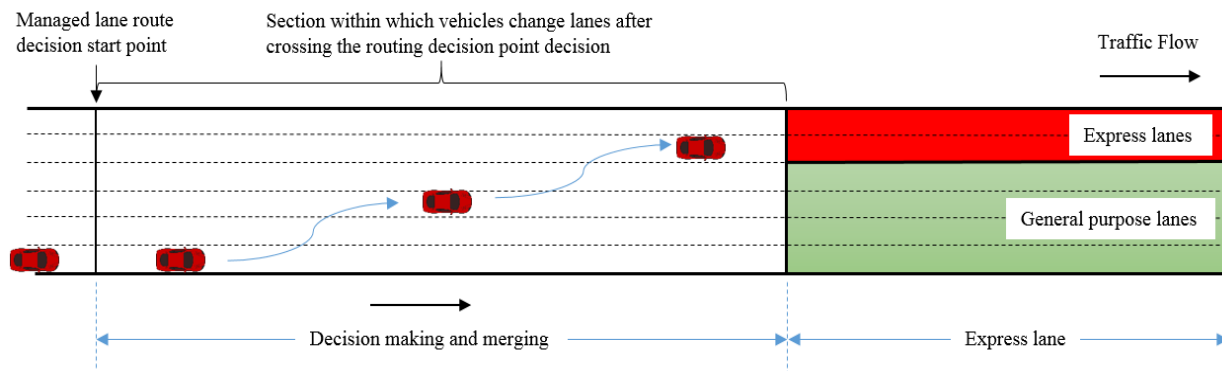 Managed lane route
decision start point
Section within which vehicles change lanes after
crossing the routing decision point decision
Traffic Flow
Express lanes
General purpose lanes
Decision making and merging
Express lane